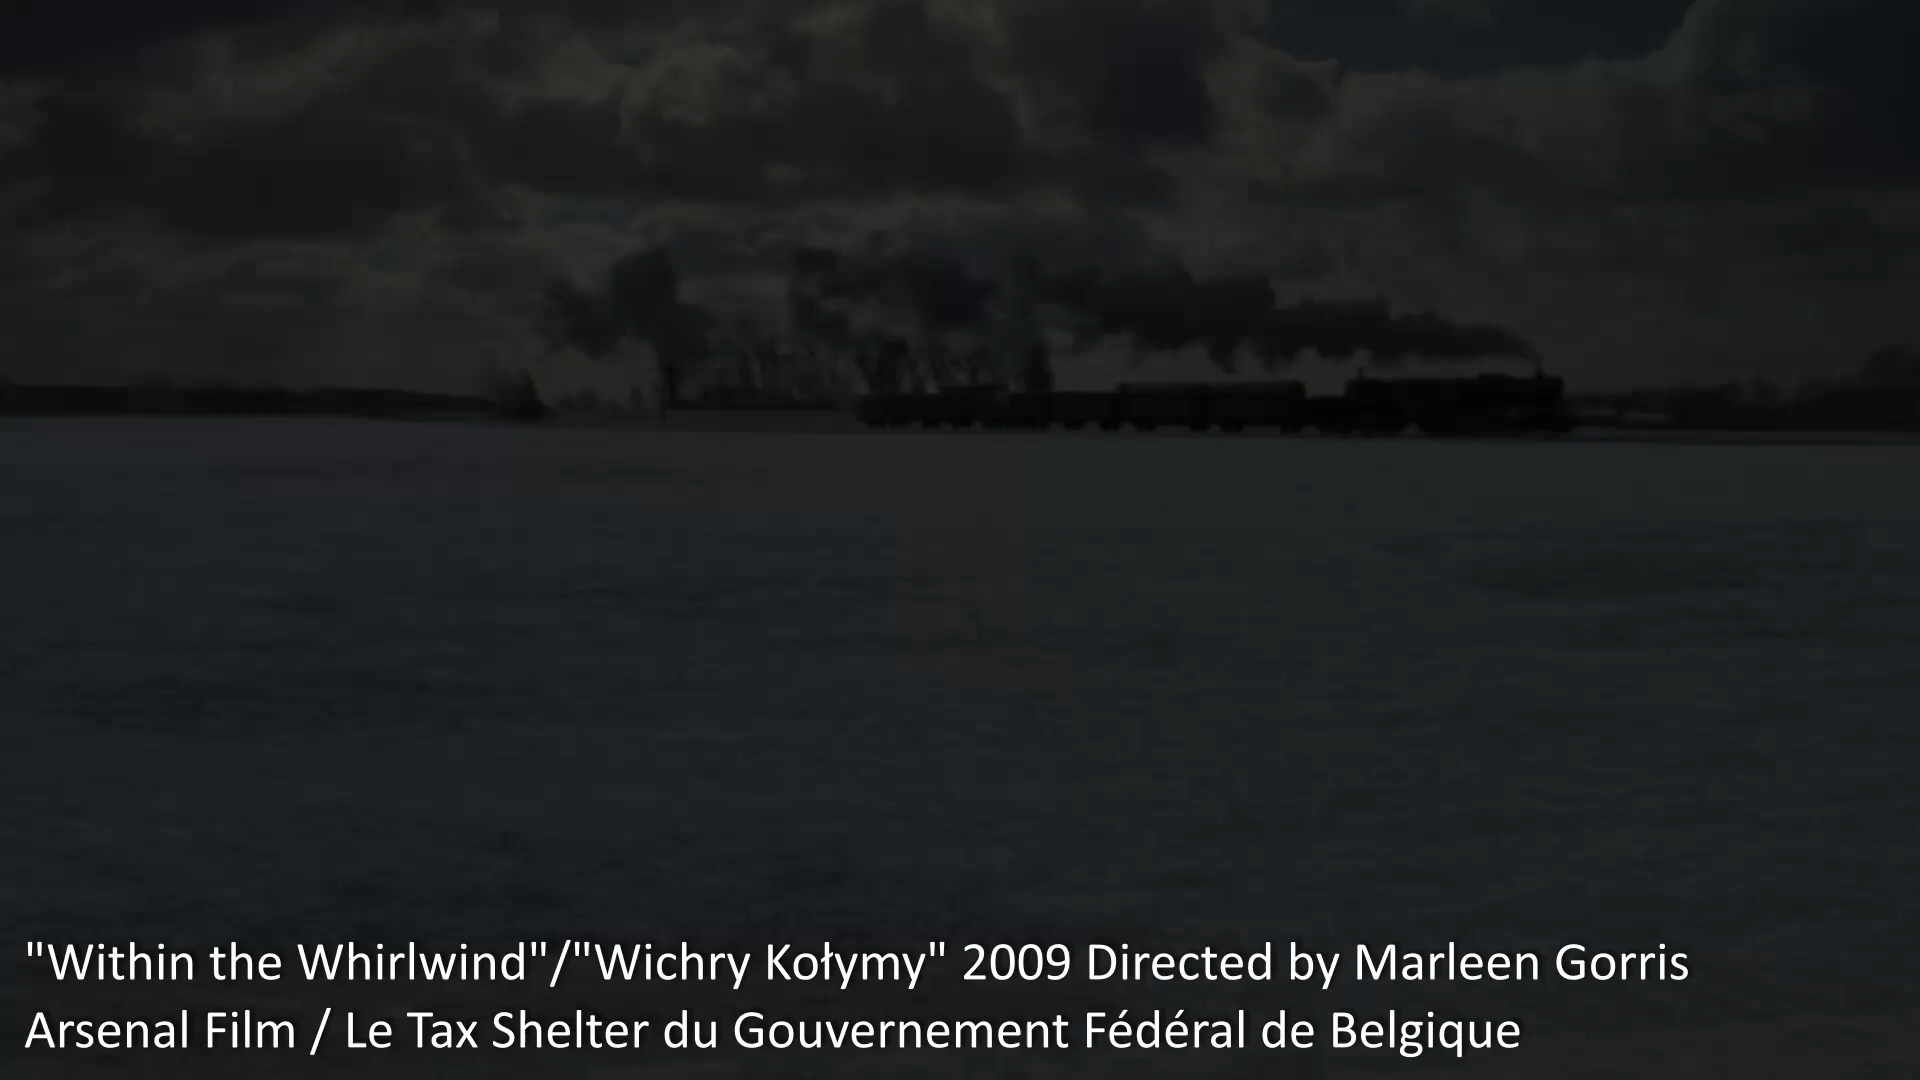 "Within the Whirlwind"/"Wichry Kołymy" 2009 Directed by Marleen Gorris
Arsenal Film / Le Tax Shelter du Gouvernement Fédéral de Belgique